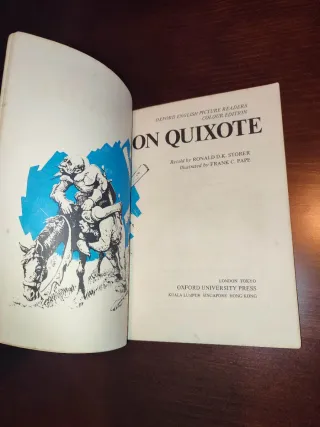 OXFORD ENGLISH PICTURE READERS
COLOUR EDITION
ON QUIXOTE
Retold by RONALD D.K. STORER
Illustrated by FRANK C. PAPE
LONDON TOKYO
OXFORD UNIVERSITY PRESS
KUALA LUMPUR SINGAPORE HONG KONG